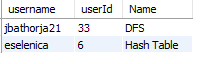 username userId Name
jbathorja21 33 DFS
eselenica 6 Hash Table